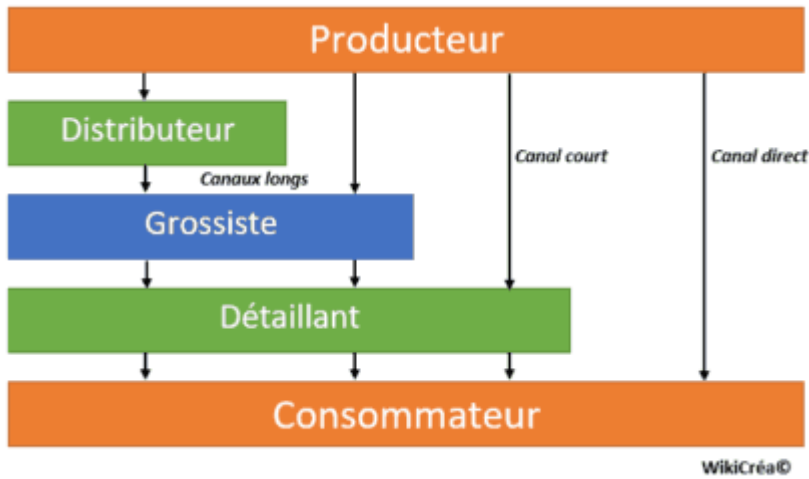 Producteur
Distributeur
Canal court
Canal direct
Canaux longs
Grossiste
Détaillant
Consommateur
WikiCréa©